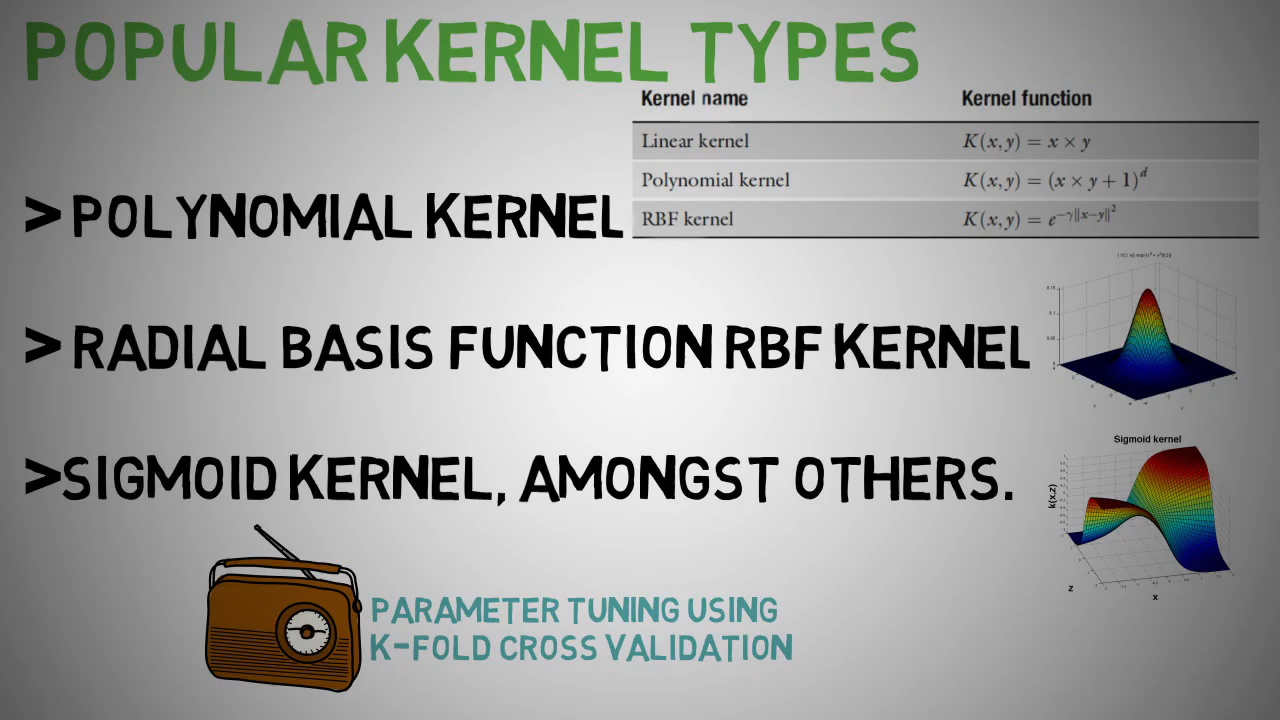 POPULAR KERNEL TYPES
Kernel name Kernel function
Linear kernel K(x, y) = x × y
Polynomial kernel K(x, y) = (x × y + 1)^d
RBF kernel K(x, y) = e^{−γ‖x−y‖²}
> POLYNOMIAL KERNEL
> RADIAL BASIS FUNCTION RBF KERNEL
>SIGMOID KERNEL, AMONGST OTHERS.
Sigmoid kernel
k(x,z)
z
x
PARAMETER TUNING USING
K-FOLD CROSS VALIDATION